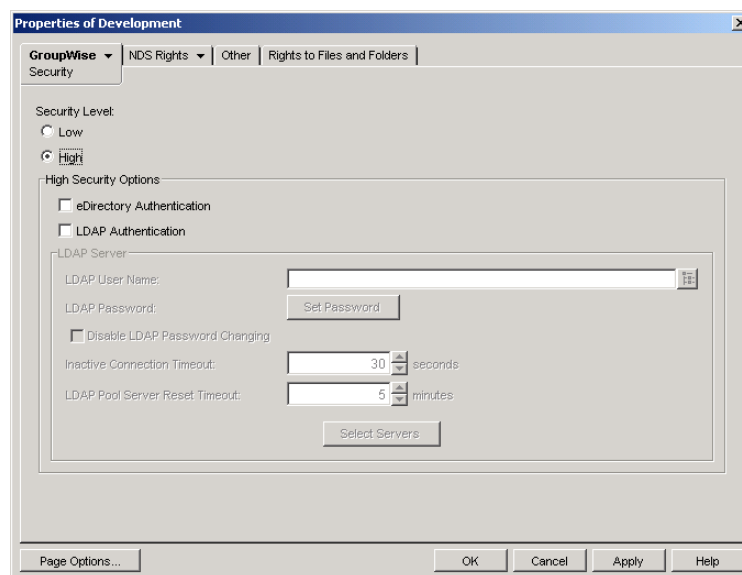 Properties of Development
GroupWise NDS Rights Other Rights to Files and Folders
Security
Security Level:
Low
High
High Security Options
eDirectory Authentication
LDAP Authentication
LDAP Server
LDAP User Name:
LDAP Password: Set Password
Disable LDAP Password Changing
Inactive Connection Timeout: 30 seconds
LDAP Pool Server Reset Timeout: 5 minutes
Select Servers
Page Options... OK Cancel Apply Help